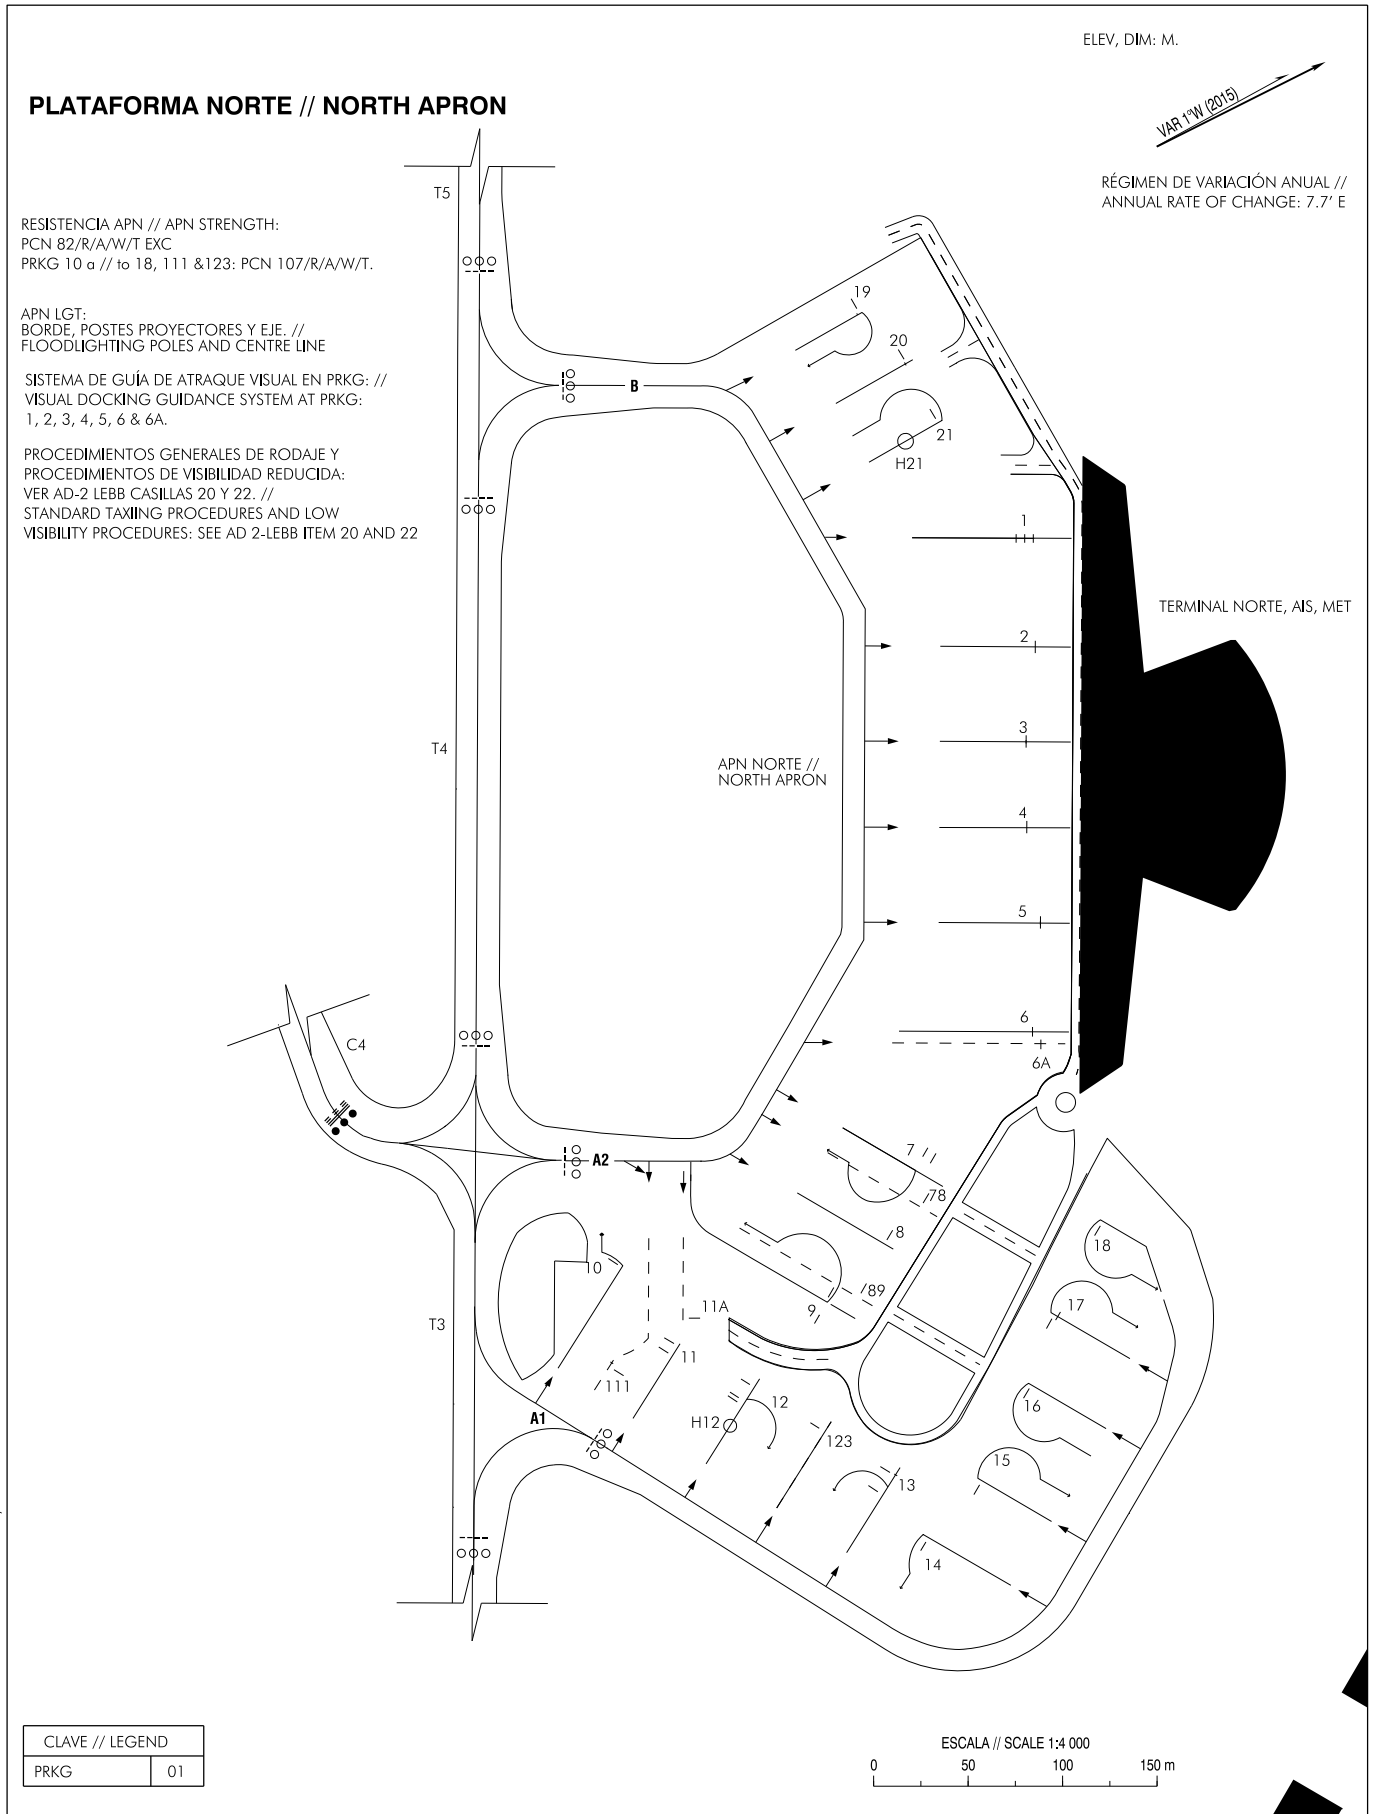 ELEV, DIM: M.
PLATAFORMA NORTE // NORTH APRON
VAR 1°W (2015)
RÉGIMEN DE VARIACIÓN ANUAL //
ANNUAL RATE OF CHANGE: 7.7' E
T5
RESISTENCIA APN // APN STRENGTH:
PCN 82/R/A/W/T EXC
PRKG 10 a // to 18, 111 &123: PCN 107/R/A/W/T.
APN LGT:
BORDE, POSTES PROYECTORES Y EJE. //
FLOODLIGHTING POLES AND CENTRE LINE
SISTEMA DE GUÍA DE ATRAQUE VISUAL EN PRKG: //
VISUAL DOCKING GUIDANCE SYSTEM AT PRKG:
1, 2, 3, 4, 5, 6 & 6A.
PROCEDIMIENTOS GENERALES DE RODAJE Y
PROCEDIMIENTOS DE VISIBILIDAD REDUCIDA:
VER AD-2 LEBB CASILLAS 20 Y 22. //
STANDARD TAXIING PROCEDURES AND LOW
VISIBILITY PROCEDURES: SEE AD 2-LEBB ITEM 20 AND 22
19
20
B
21
H21
1
TERMINAL NORTE, AIS, MET
2
3
T4
APN NORTE //
NORTH APRON
4
5
6
C4
6A
7
A2
78
8
18
10
89
17
9
11A
T3
11
111
16
12
A1
H12
123
15
13
14
CLAVE // LEGEND
PRKG 01
ESCALA // SCALE 1:4 000
0 50 100 150 m